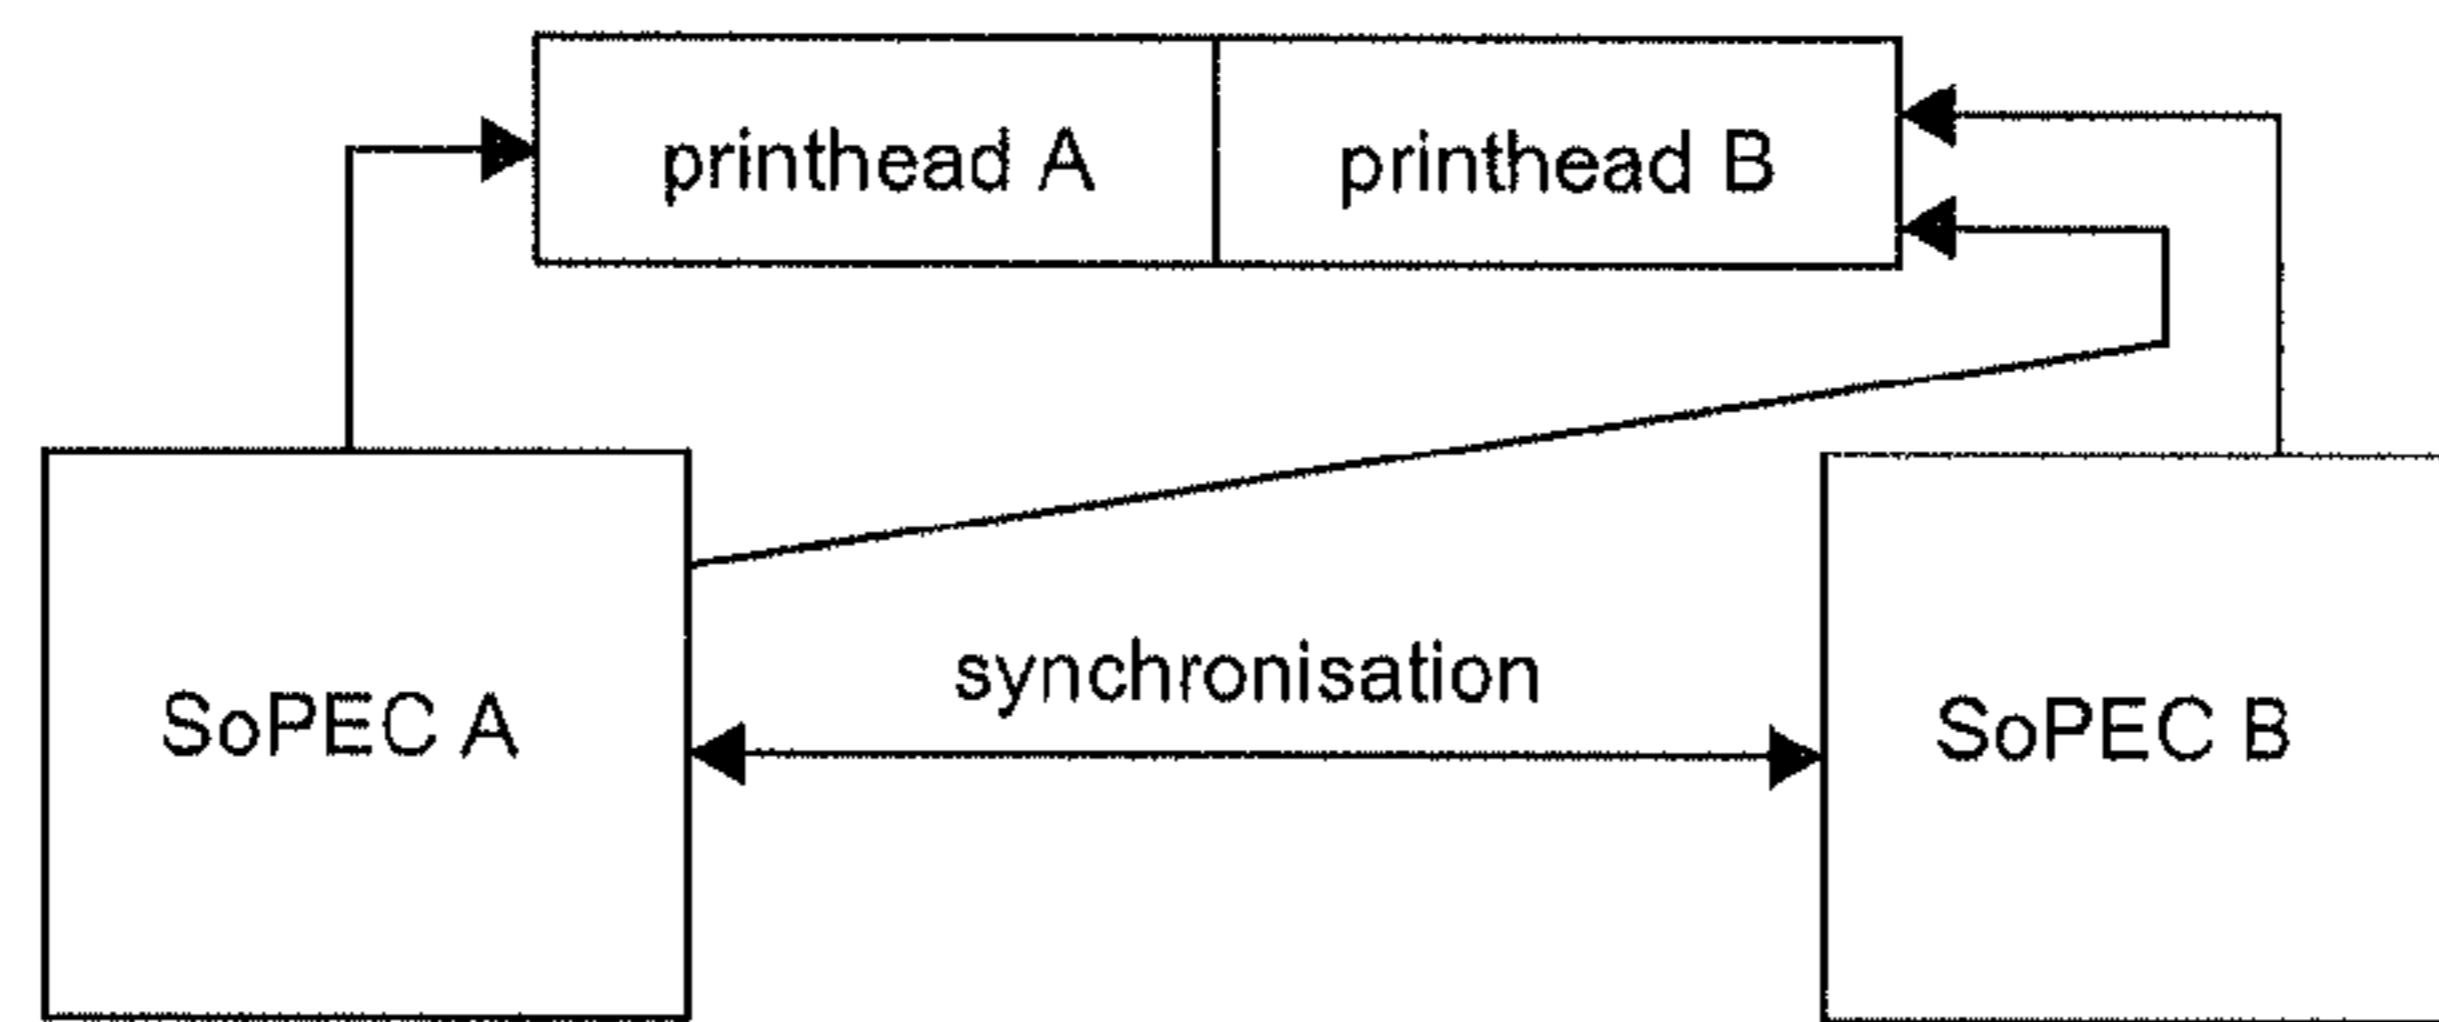 printhead A
printhead B
synchronisation
SoPEC A
SoPEC B